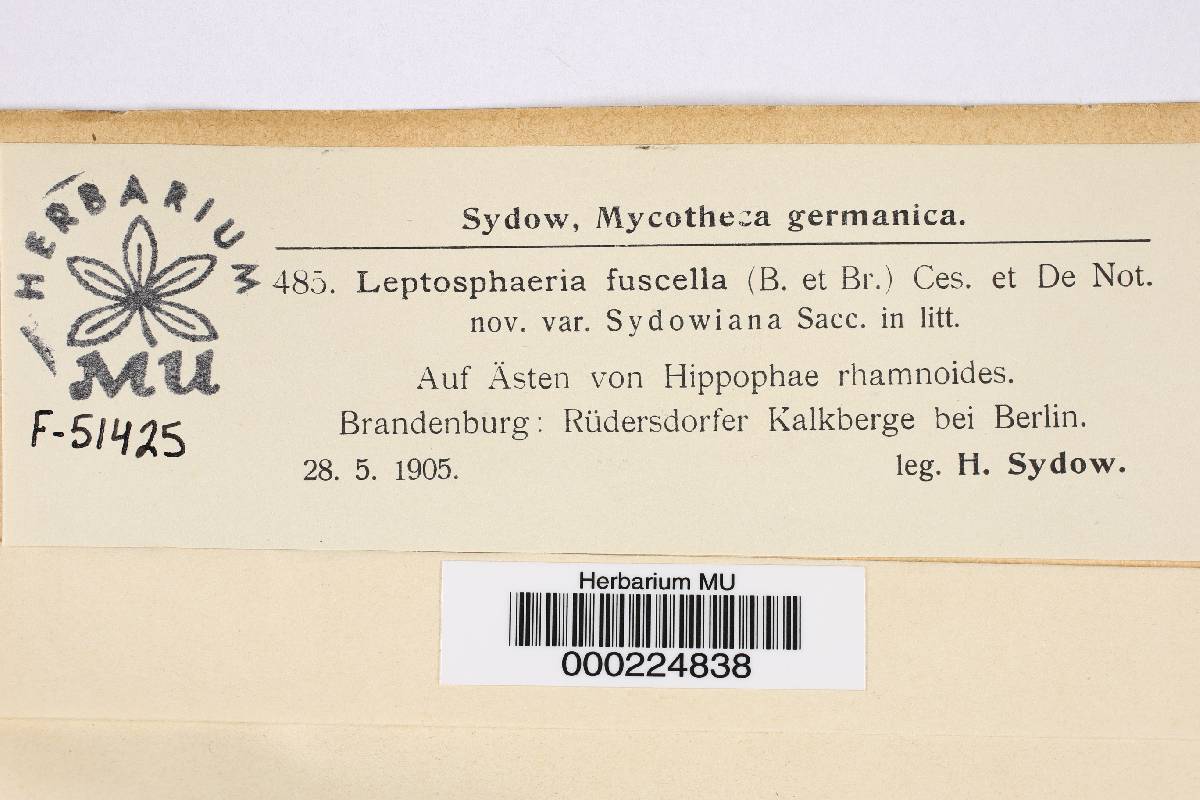 HERBARIUM
MU
F-51425
Sydow, Mycotheca germanica.
485. Leptosphaeria fuscella (B. et Br.) Ces. et De Not.
nov. var. Sydowiana Sacc. in litt.
Auf Ästen von Hippophae rhamnoides.
Brandenburg: Rüdersdorfer Kalkberge bei Berlin.
28. 5. 1905. leg. H. Sydow.
Herbarium MU
000224838